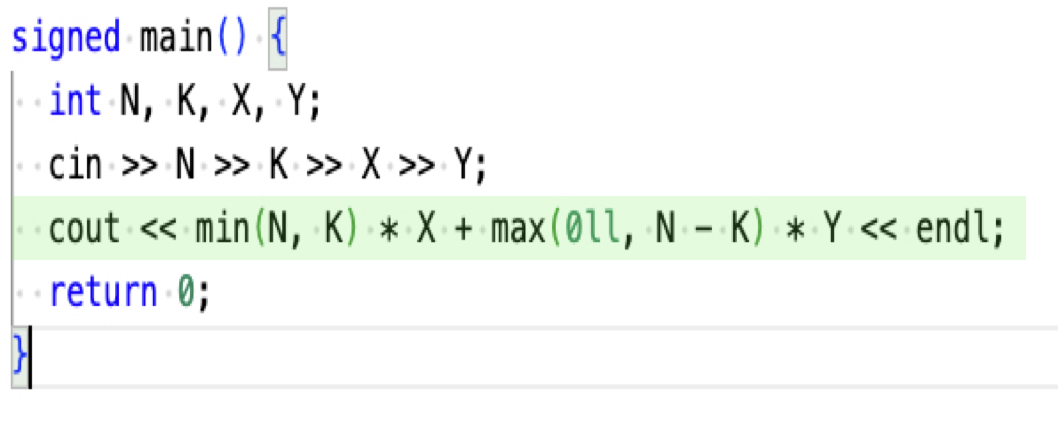 signed main() {
int N, K, X, Y;
cin >> N >> K >> X >> Y;
cout << min(N, K) * X + max(0ll, N - K) * Y << endl;
return 0;
}